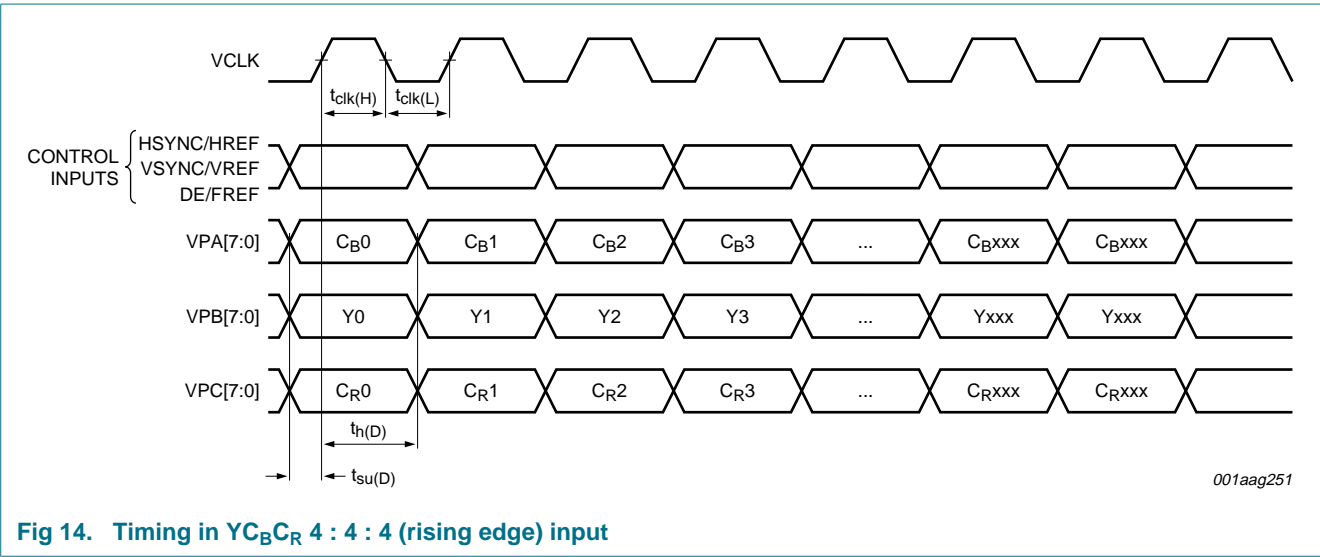 VCLK
tclk(H) tclk(L)
CONTROL INPUTS
HSYNC/HREF
VSYNC/VREF
DE/FREF
VPA[7:0] CB0 CB1 CB2 CB3 ... CBxxx CBxxx
VPB[7:0] Y0 Y1 Y2 Y3 ... Yxxx Yxxx
VPC[7:0] CR0 CR1 CR2 CR3 ... CRxxx CRxxx
th(D)
tsu(D)
001aag251
Fig 14. Timing in YCBCR 4 : 4 : 4 (rising edge) input